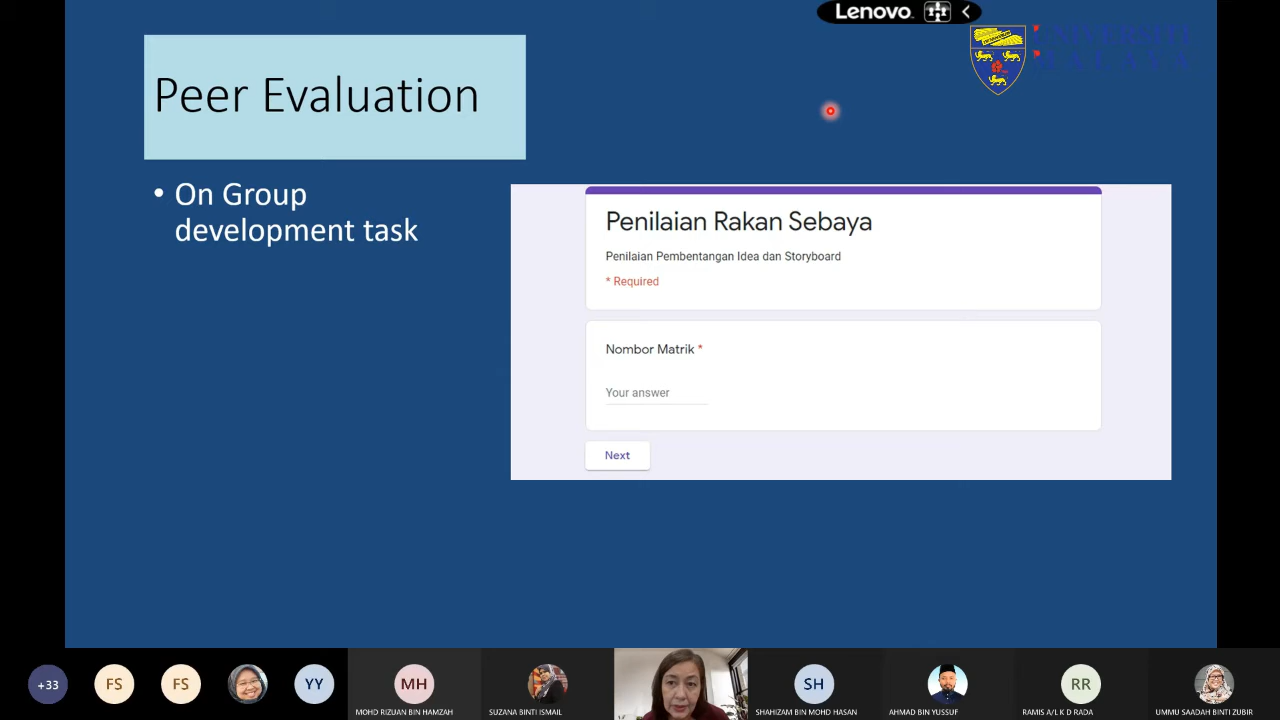 Lenovo
UNIVERSITI
MALAYA
Peer Evaluation
• On Group
development task
Penilaian Rakan Sebaya
Penilaian Pembentangan Idea dan Storyboard
* Required
Nombor Matrik *
Your answer
Next
+33
FS
FS
YY
MH
SH
RR
MOHD RIZUAN BIN HAMZAH
SUZANA BINTI ISMAIL
SHAHIZAM BIN MOHD HASAN
AHMAD BIN YUSSUF
RAMIS A/L K D RADA
UMMU SAADAH BINTI ZUBIR